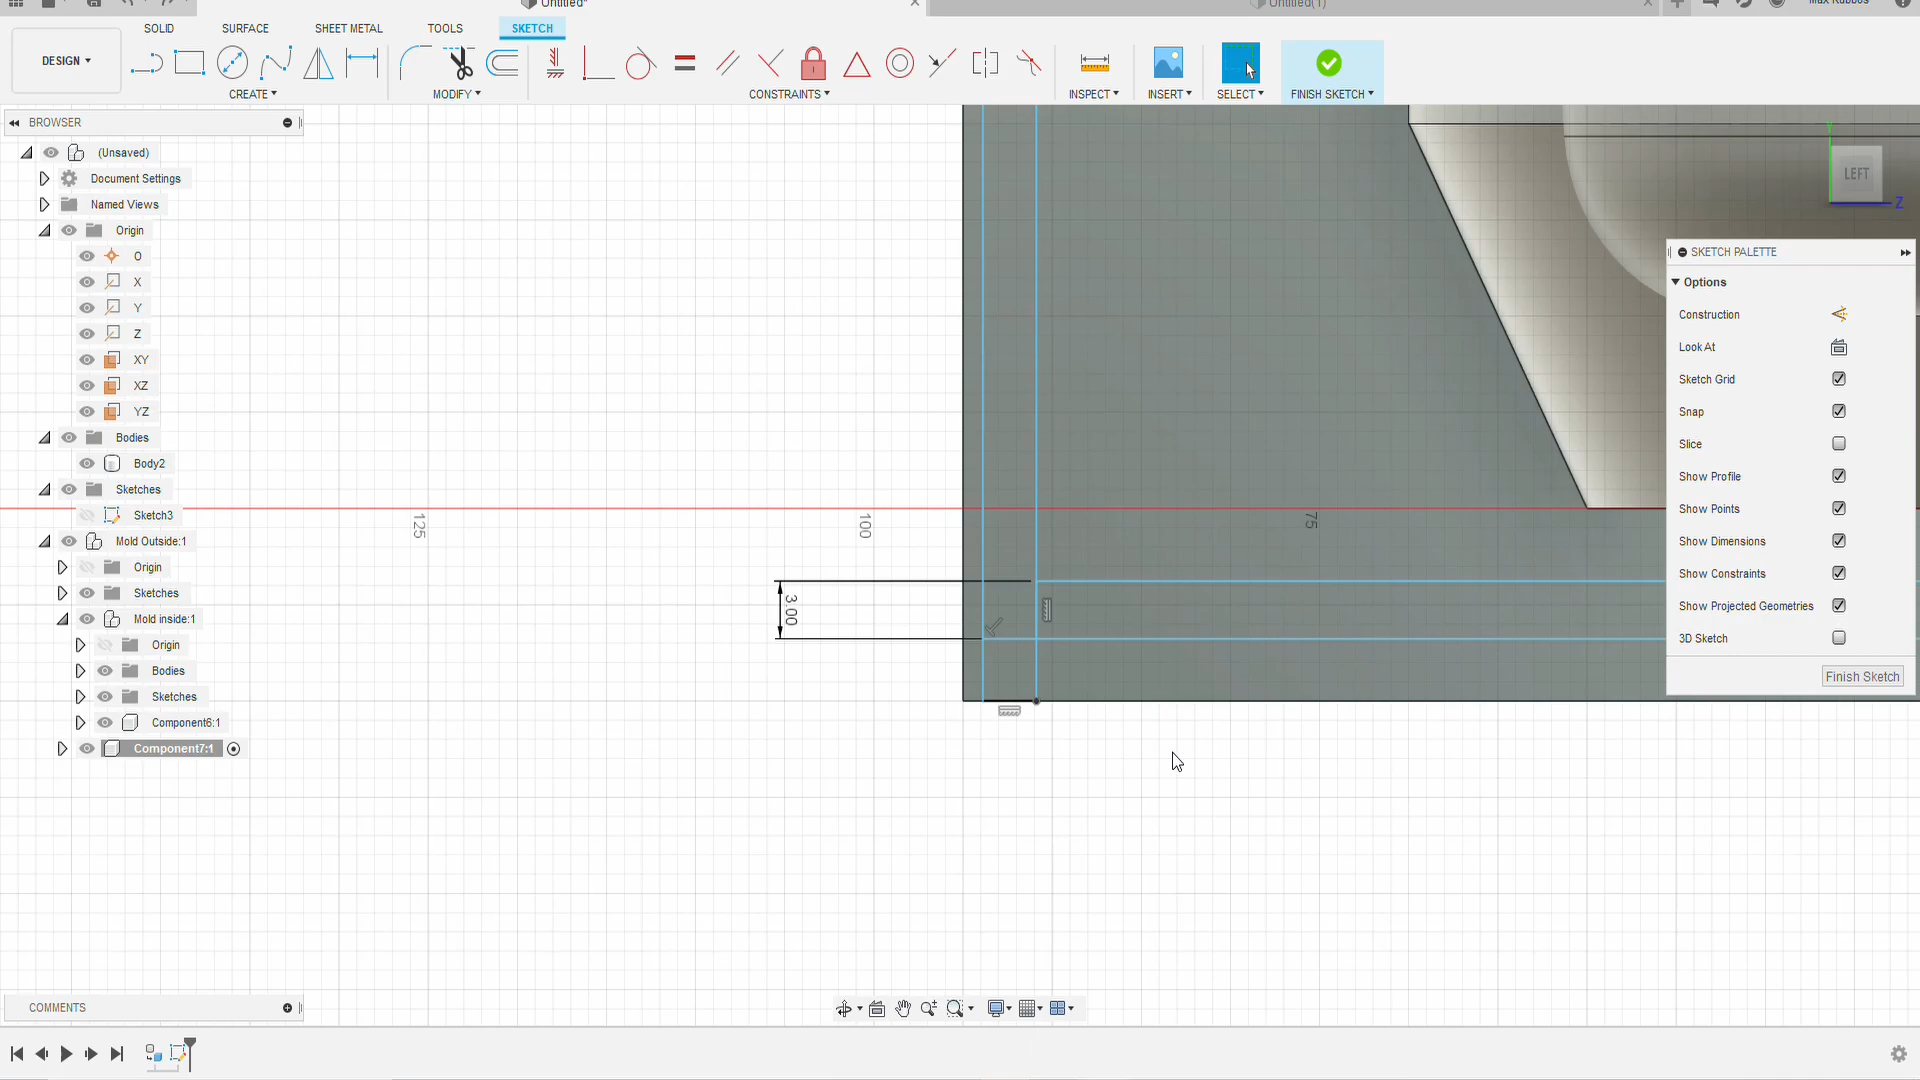 Untitled*
Untitled(1)
SOLID
SURFACE
SHEET METAL
TOOLS
SKETCH
DESIGN
CREATE
MODIFY
CONSTRAINTS
INSPECT
INSERT
SELECT
FINISH SKETCH
BROWSER
(Unsaved)
Document Settings
Named Views
Origin
O
X
Y
Z
XY
XZ
YZ
Bodies
Body2
Sketches
Sketch3
Mold Outside:1
Origin
Sketches
Mold inside:1
Origin
Bodies
Sketches
Component6:1
Component7:1
125
100
75
3.00
Y
LEFT
Z
SKETCH PALETTE
Options
Construction
Look At
Sketch Grid
Snap
Slice
Show Profile
Show Points
Show Dimensions
Show Constraints
Show Projected Geometries
3D Sketch
Finish Sketch
COMMENTS